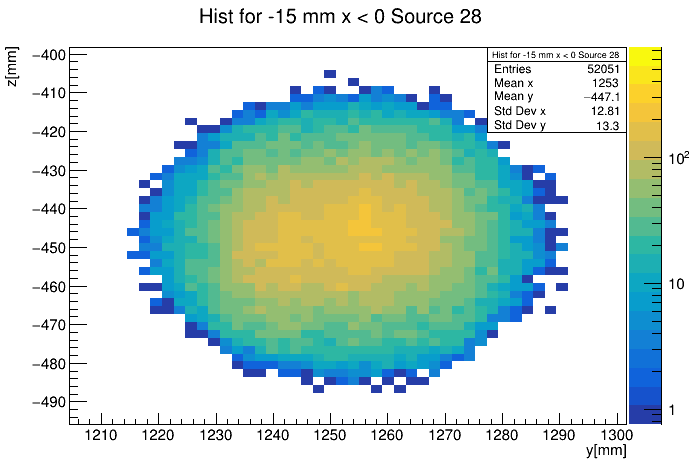 Hist for -15 mm x < 0 Source 28
z[mm]
−400
−410
−420
−430
−440
−450
−460
−470
−480
−490
Hist for -15 mm x < 0 Source 28
Entries 52051
Mean x 1253
Mean y −447.1
Std Dev x 12.81
Std Dev y 13.3
10²
10
1
1210 1220 1230 1240 1250 1260 1270 1280 1290 1300
y[mm]